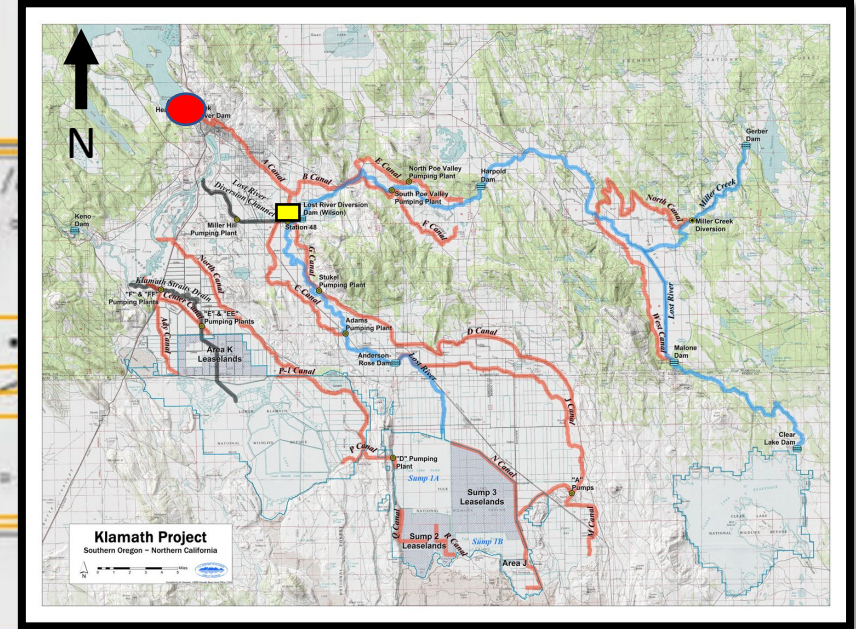 N
A Canal
Lost River
Diversion Channel
B Canal
E Canal
North Poe Valley
Pumping Plant
South Poe Valley
Pumping Plant
F Canal
Harpold
Dam
Gerber
Dam
Miller Creek
North Canal
Miller Creek
Diversion
Keno
Dam
Miller Hill
Pumping Plant
Lost River Diversion
Dam (Wilson)
Station 48
G Canal
Stukel
Pumping Plant
C Canal
North Canal
Klamath Straits Drain
"F" & "FF"
Pumping Plants
Center Canal
"E" & "EE"
Pumping Plants
Ady Canal
Area K
Leaselands
Adams
Pumping Plant
D Canal
Anderson-
Rose Dam
Lost River
P-1 Canal
West Canal
Lost River
Malone
Dam
J Canal
Clear
Lake Dam
P Canal
"D" Pumping
Plant
Sump 1A
N Canal
Sump 3
Leaselands
"A"
Pumps
M Canal
Q Canal
Sump 2
Leaselands
R Canal
Sump 1B
Area J
Klamath Project
Southern Oregon ~ Northern California
N
Miles